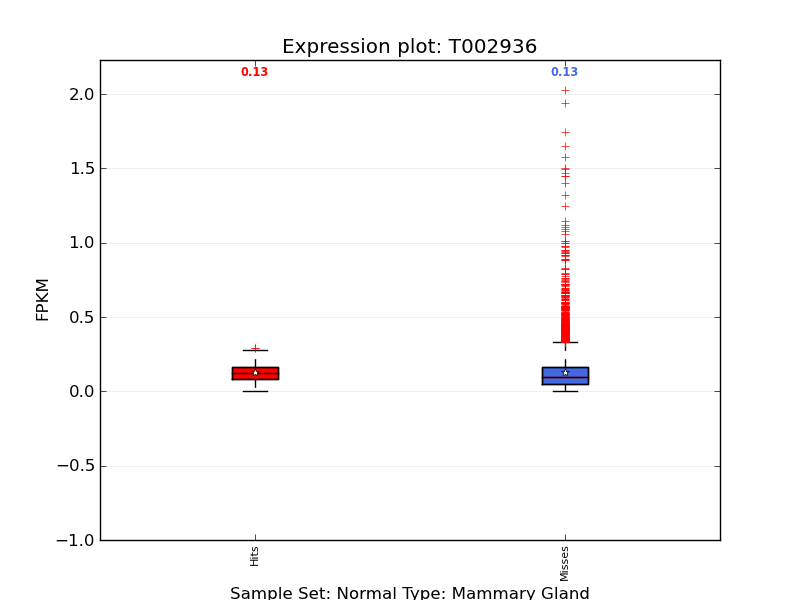 Expression plot: T002936
0.13
0.13
2.0
1.5
1.0
0.5
0.0
−0.5
−1.0
FPKM
Hits
Misses
Sample Set: Normal Type: Mammary Gland